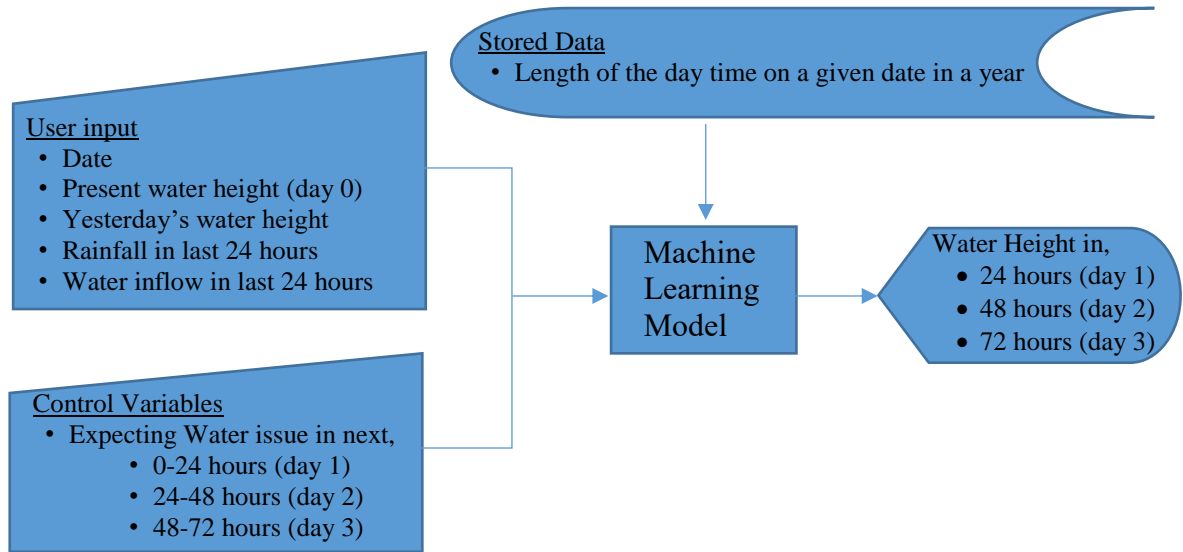 Stored Data
• Length of the day time on a given date in a year
User input
• Date
• Present water height (day 0)
• Yesterday’s water height
• Rainfall in last 24 hours
• Water inflow in last 24 hours
Control Variables
• Expecting Water issue in next,
• 0-24 hours (day 1)
• 24-48 hours (day 2)
• 48-72 hours (day 3)
Machine
Learning
Model
Water Height in,
• 24 hours (day 1)
• 48 hours (day 2)
• 72 hours (day 3)